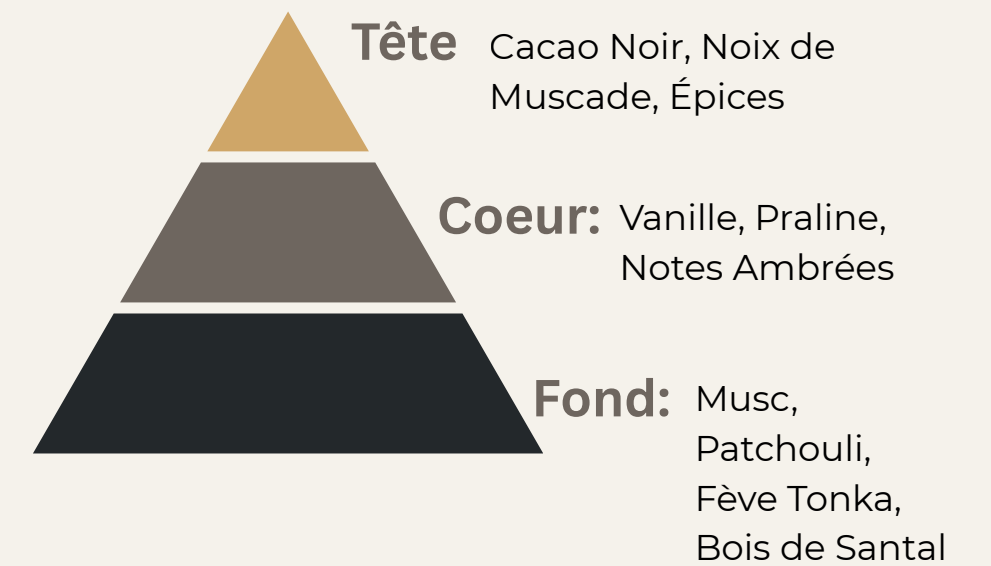 Tête Cacao Noir, Noix de
Muscade, Épices
Coeur: Vanille, Praline,
Notes Ambrées
Fond: Musc,
Patchouli,
Fève Tonka,
Bois de Santal